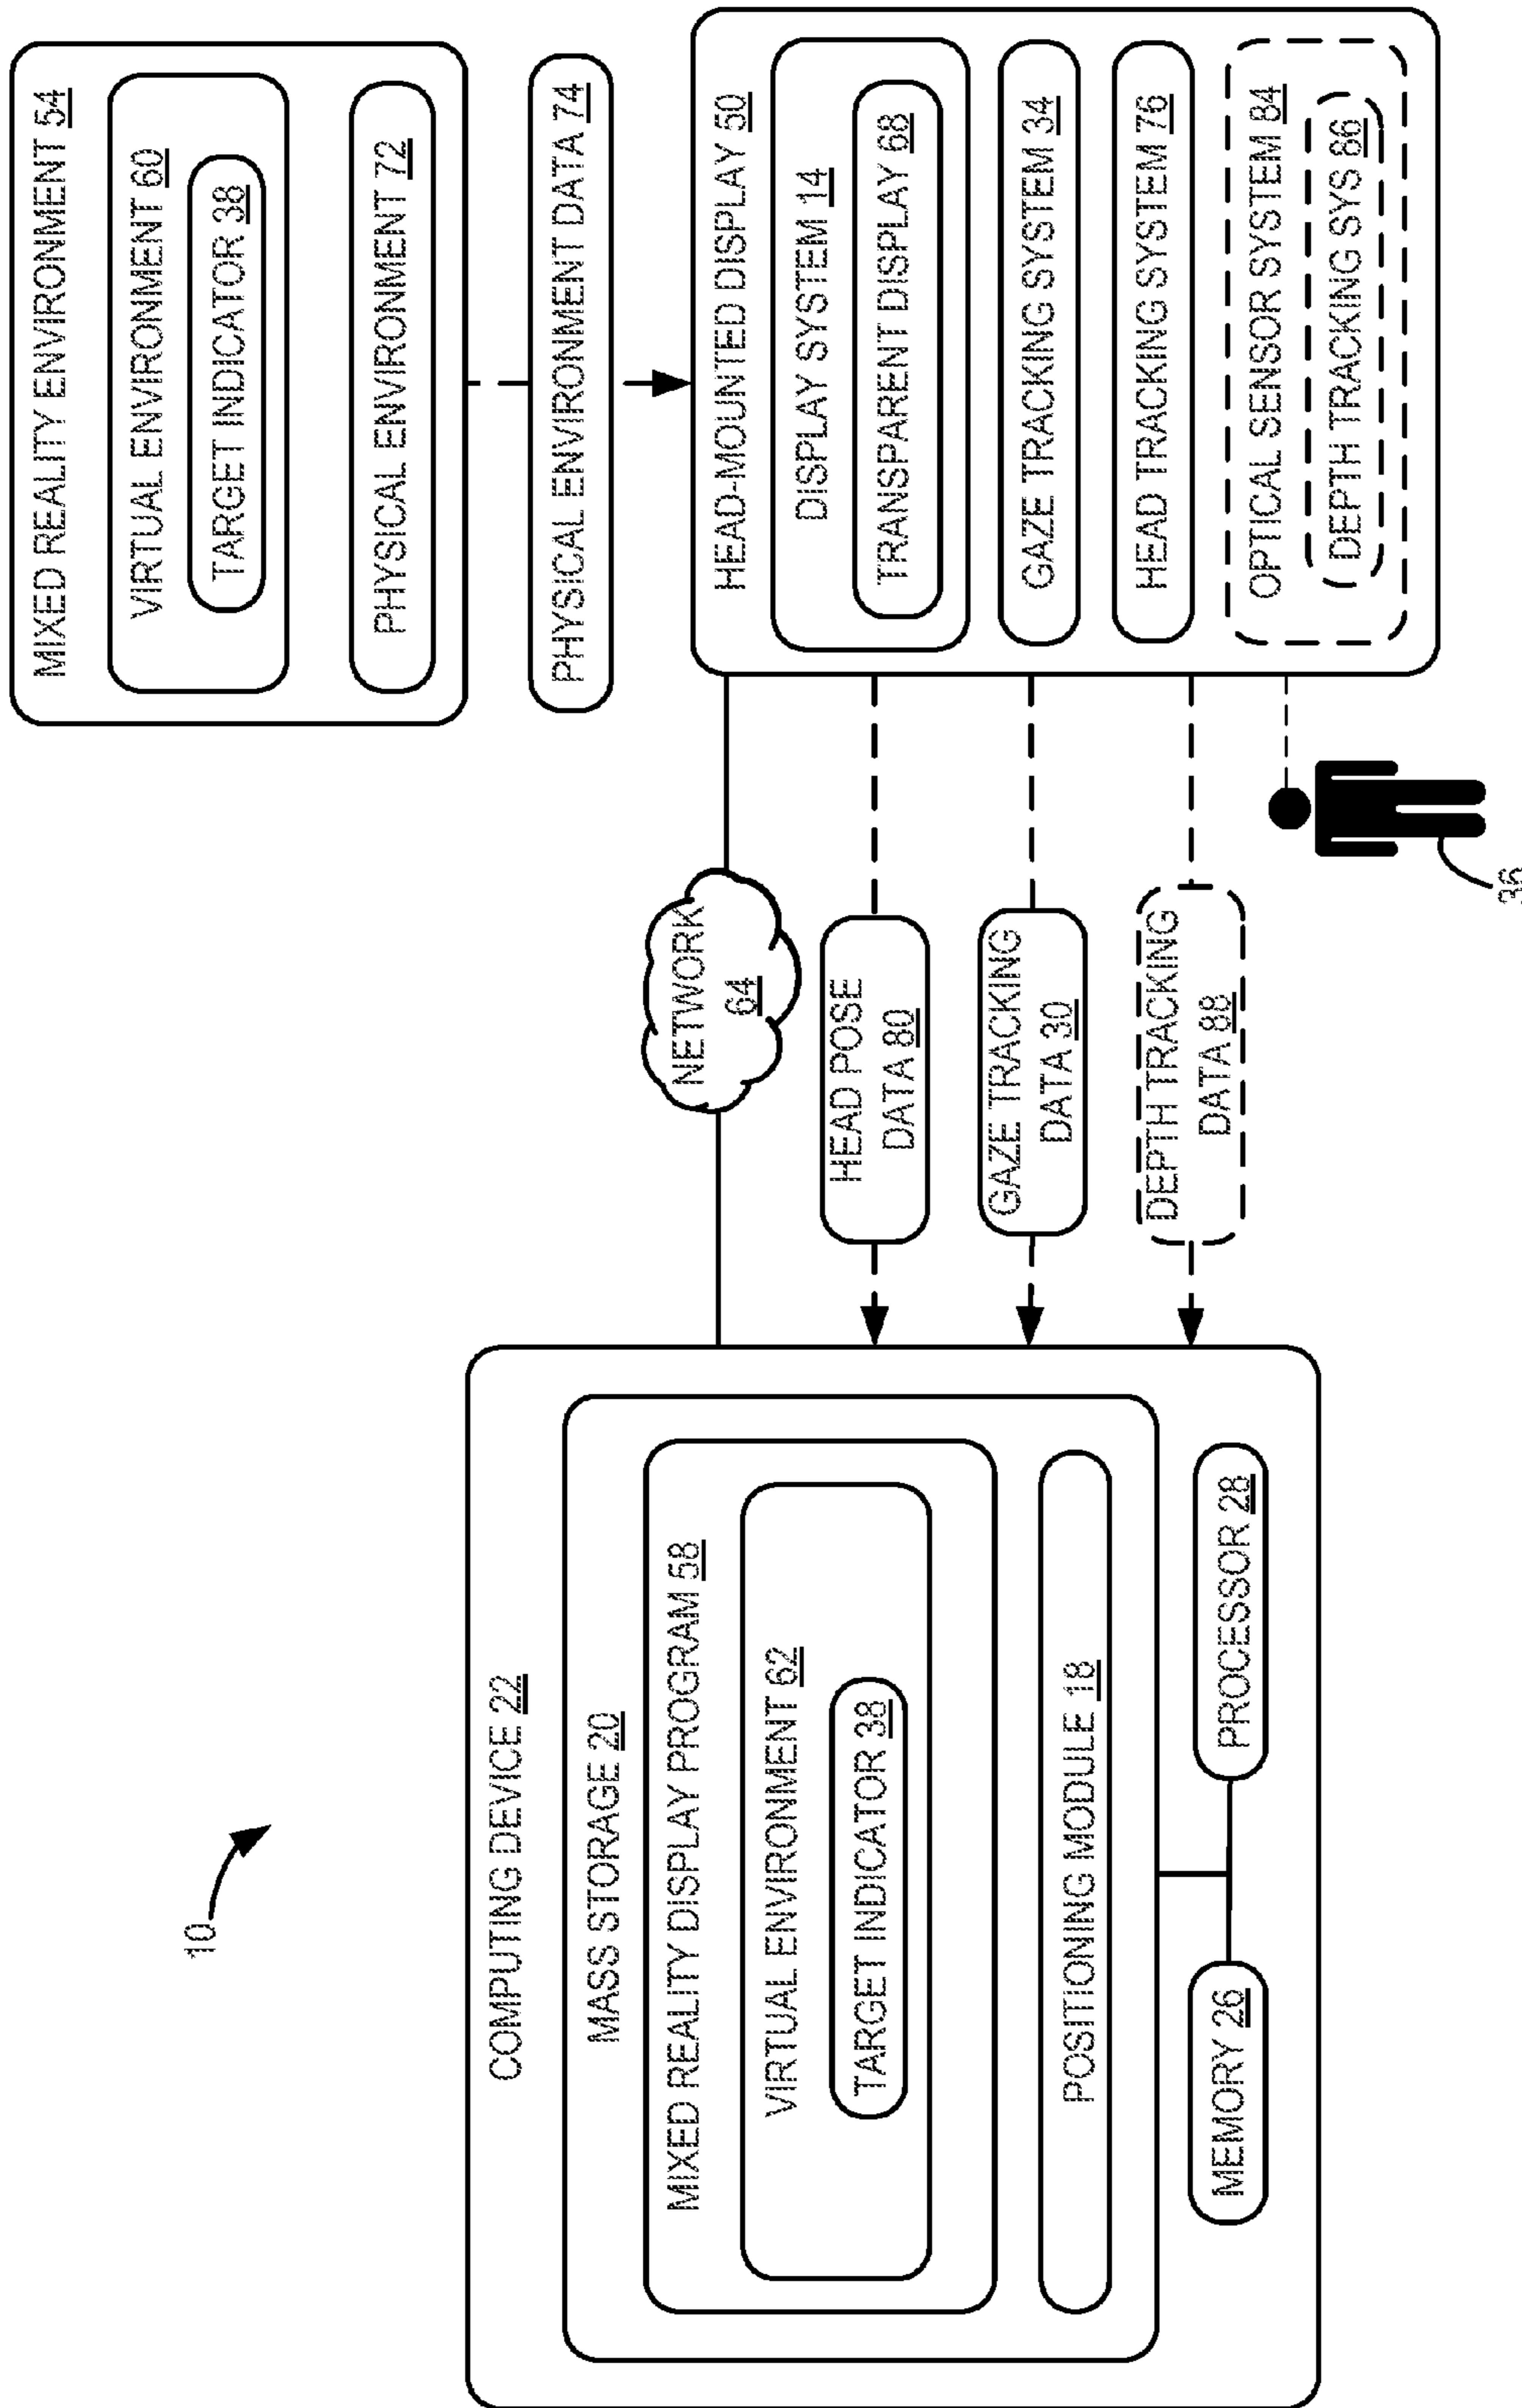 10
COMPUTING DEVICE 22
MASS STORAGE 20
MIXED REALITY DISPLAY PROGRAM 58
VIRTUAL ENVIRONMENT 62
TARGET INDICATOR 38
POSITIONING MODULE 18
MEMORY 26
PROCESSOR 28
NETWORK
64
HEAD POSE
DATA 80
GAZE TRACKING
DATA 30
DEPTH TRACKING
DATA 88
36
MIXED REALITY ENVIRONMENT 54
VIRTUAL ENVIRONMENT 60
TARGET INDICATOR 38
PHYSICAL ENVIRONMENT 72
PHYSICAL ENVIRONMENT DATA 74
HEAD-MOUNTED DISPLAY 50
DISPLAY SYSTEM 14
TRANSPARENT DISPLAY 68
GAZE TRACKING SYSTEM 34
HEAD TRACKING SYSTEM 76
OPTICAL SENSOR SYSTEM 84
DEPTH TRACKING SYS 86